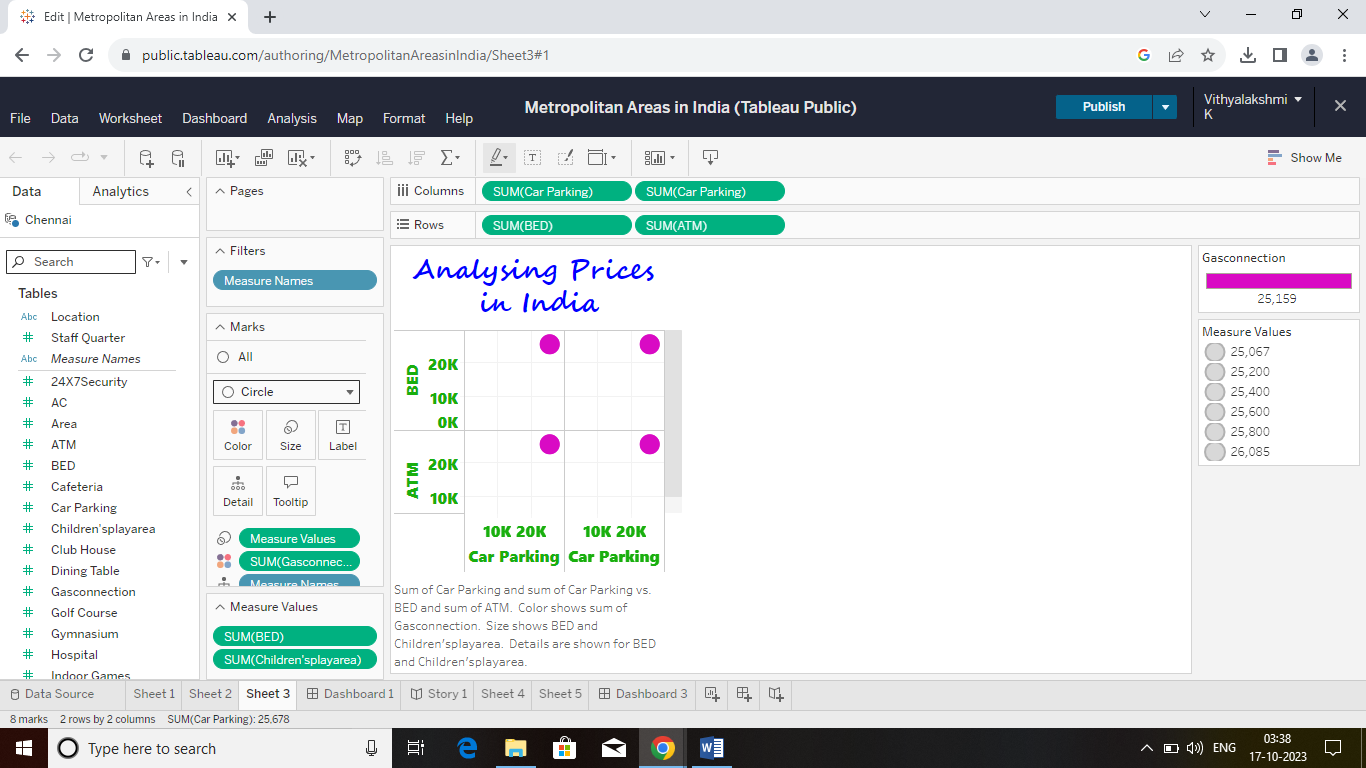 Edit | Metropolitan Areas in India
public.tableau.com/authoring/MetropolitanAreasinIndia/Sheet3#1
Metropolitan Areas in India (Tableau Public)
Publish
Vithyalakshmi
K
File Data Worksheet Dashboard Analysis Map Format Help
Show Me
Data Analytics
Chennai
Search
Tables
Abc Location
Staff Quarter
Abc Measure Names
24X7Security
AC
Area
ATM
BED
Cafeteria
Car Parking
Children'splayarea
Club House
Dining Table
Gasconnection
Golf Course
Gymnasium
Hospital
Indoor Games
Pages
Filters
Measure Names
Marks
All
Circle
Color Size Label
Detail Tooltip
Measure Values
SUM(Gasconnec...
Measure Names
Measure Values
SUM(BED)
SUM(Children'splayarea)
Columns SUM(Car Parking) SUM(Car Parking)
Rows SUM(BED) SUM(ATM)
Analysing Prices
in India
BED
20K
10K
0K
ATM
20K
10K
10K 20K 10K 20K
Car Parking Car Parking
Sum of Car Parking and sum of Car Parking vs.
BED and sum of ATM. Color shows sum of
Gasconnection. Size shows BED and
Children'splayarea. Details are shown for BED
and Children'splayarea.
Gasconnection
25,159
Measure Values
25,067
25,200
25,400
25,600
25,800
26,085
Data Source Sheet 1 Sheet 2 Sheet 3 Dashboard 1 Story 1 Sheet 4 Sheet 5 Dashboard 3
8 marks 2 rows by 2 columns SUM(Car Parking): 25,678
Type here to search
ENG
03:38
17-10-2023